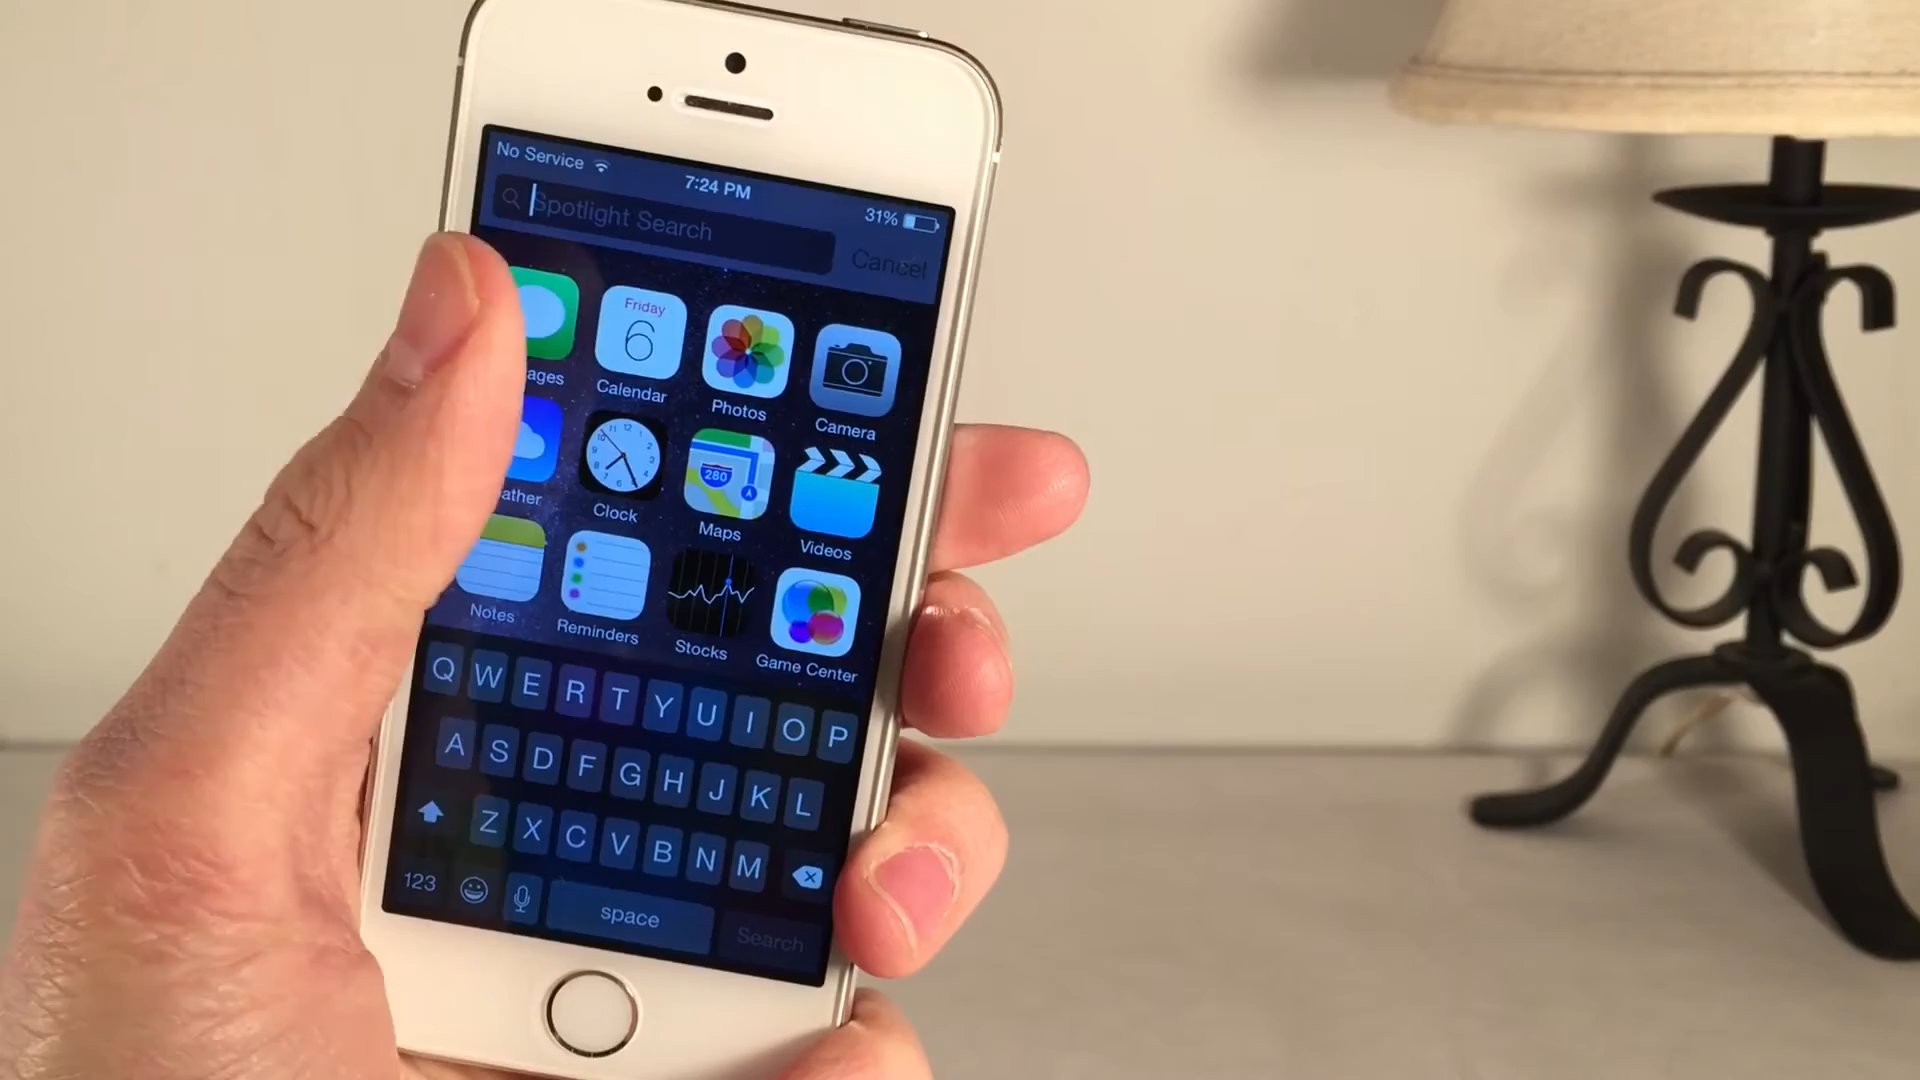 No Service
7:24 PM
31%
Spotlight Search
Cancel
ages
Friday
6
Calendar
Photos
Camera
ather
Clock
280
Maps
Videos
Notes
Reminders
Stocks
Game Center
Q W E R T Y U I O P
A S D F G H J K L
Z X C V B N M
123
space
Search